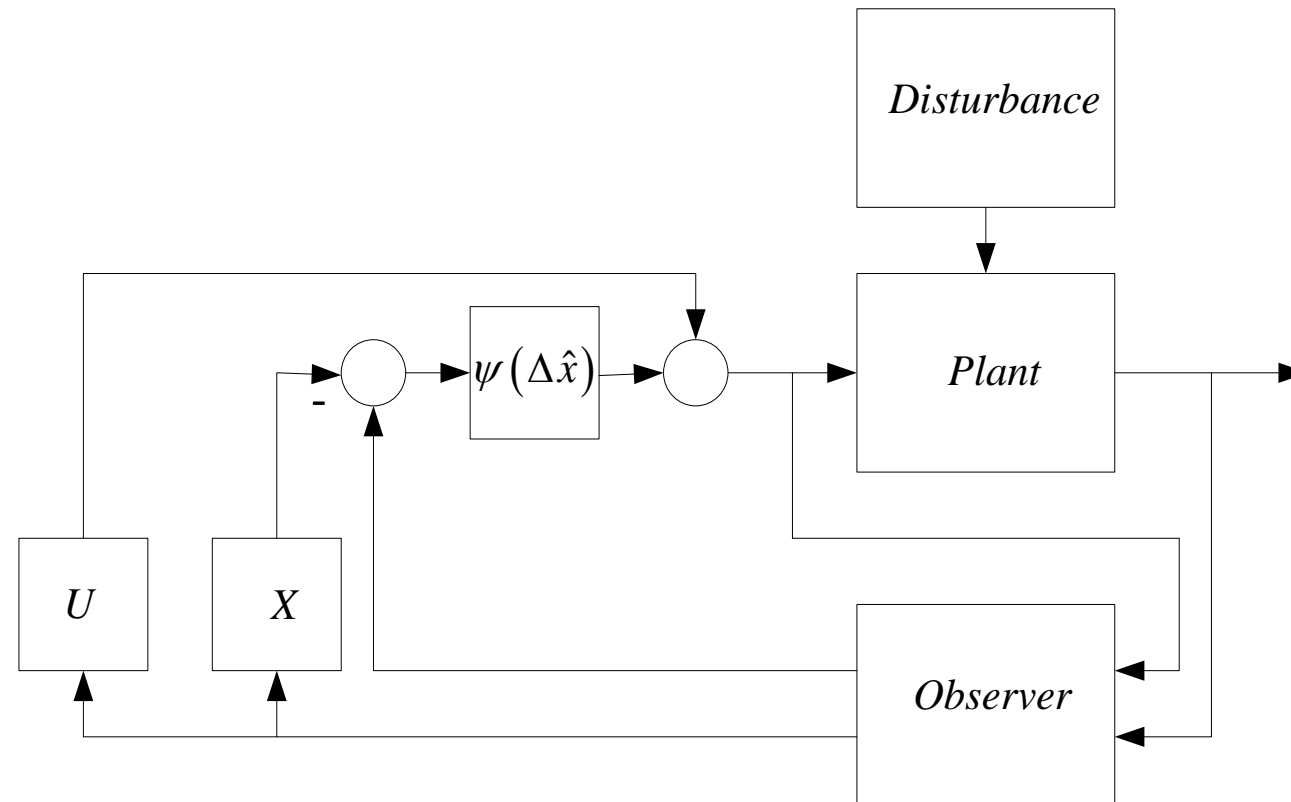 Disturbance
ψ(Δx̂)
Plant
-
U
X
Observer